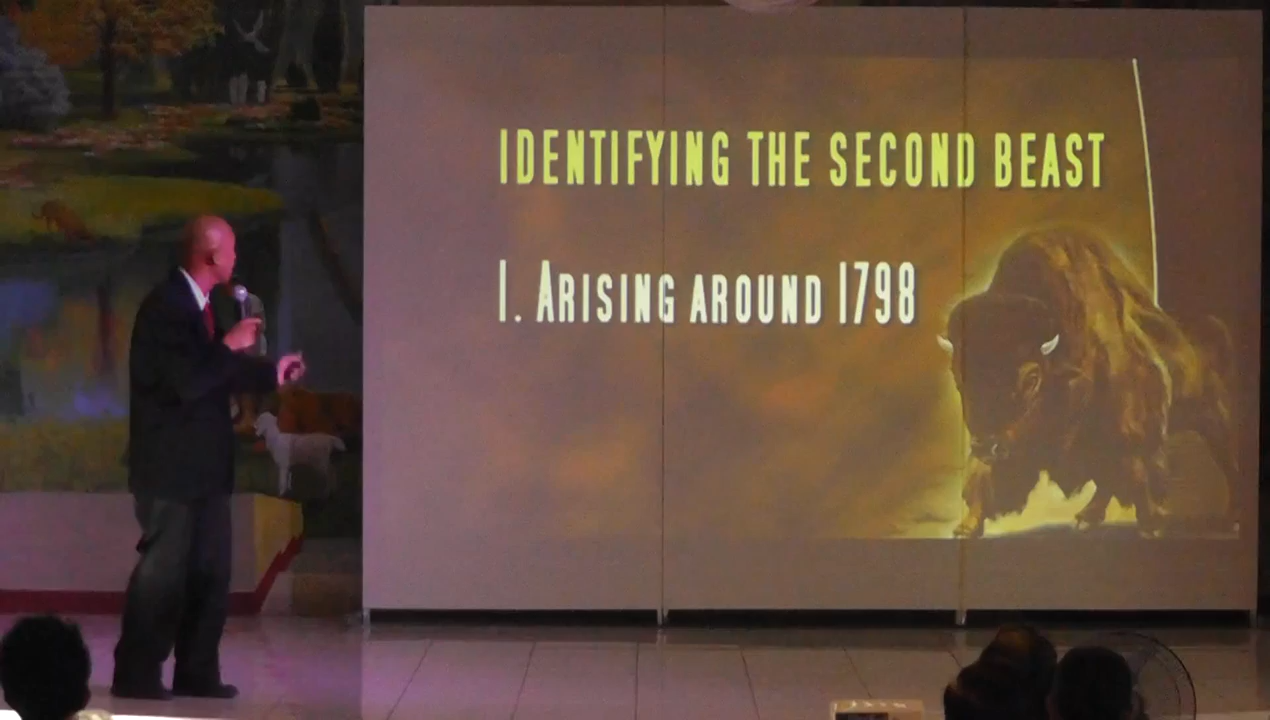 IDENTIFYING THE SECOND BEAST
1. ARISING AROUND 1798